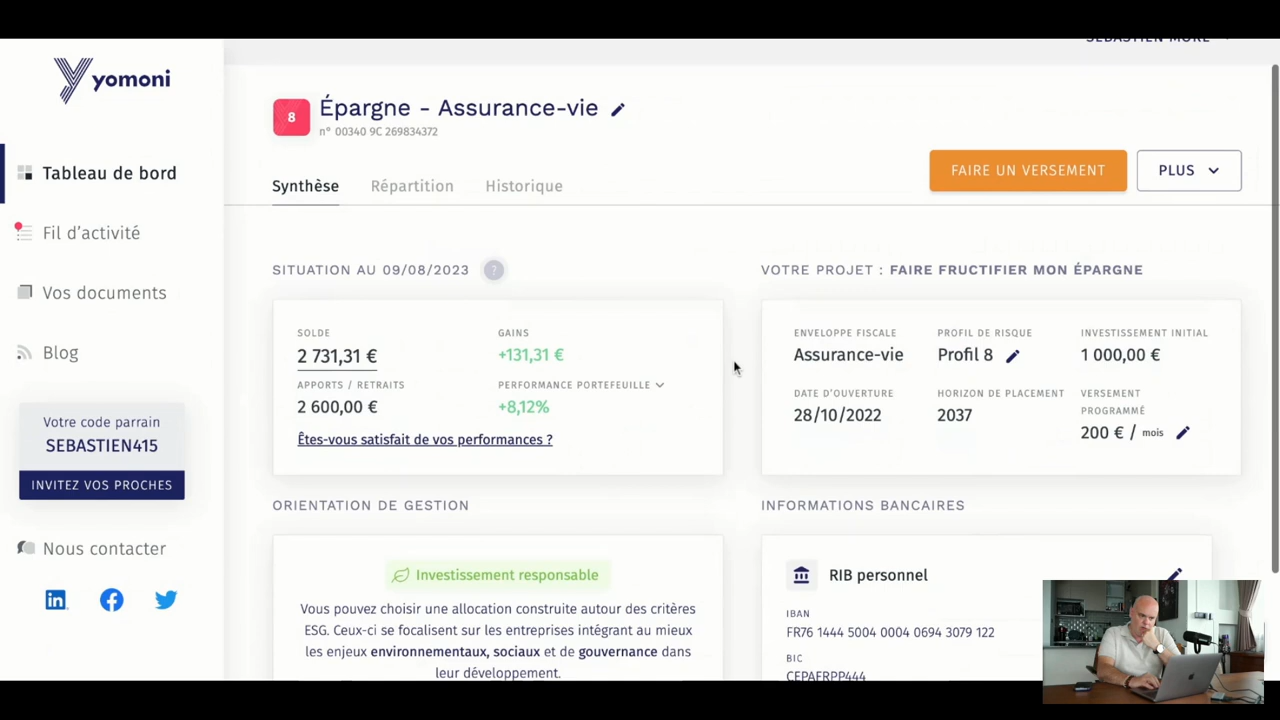 SEBASTIEN MORE
yomoni
8
Épargne - Assurance-vie
n° 00340 9C 269834372
FAIRE UN VERSEMENT
PLUS
Synthèse
Répartition
Historique
Tableau de bord
Fil d’activité
Vos documents
Blog
Votre code parrain
SEBASTIEN415
INVITEZ VOS PROCHES
Nous contacter
SITUATION AU 09/08/2023 ?
SOLDE
2 731,31 €
GAINS
+131,31 €
APPORTS / RETRAITS
2 600,00 €
PERFORMANCE PORTEFEUILLE
+8,12%
Êtes-vous satisfait de vos performances ?
VOTRE PROJET : FAIRE FRUCTIFIER MON ÉPARGNE
ENVELOPPE FISCALE
Assurance-vie
PROFIL DE RISQUE
Profil 8
INVESTISSEMENT INITIAL
1 000,00 €
DATE D’OUVERTURE
28/10/2022
HORIZON DE PLACEMENT
2037
VERSEMENT
PROGRAMMÉ
200 € / mois
ORIENTATION DE GESTION
Investissement responsable
Vous pouvez choisir une allocation construite autour des critères
ESG. Ceux-ci se focalisent sur les entreprises intégrant au mieux
les enjeux environnementaux, sociaux et de gouvernance dans
leur développement.
INFORMATIONS BANCAIRES
RIB personnel
IBAN
FR76 1444 5004 0004 0694 3079 122
BIC
CEPAFRPP444